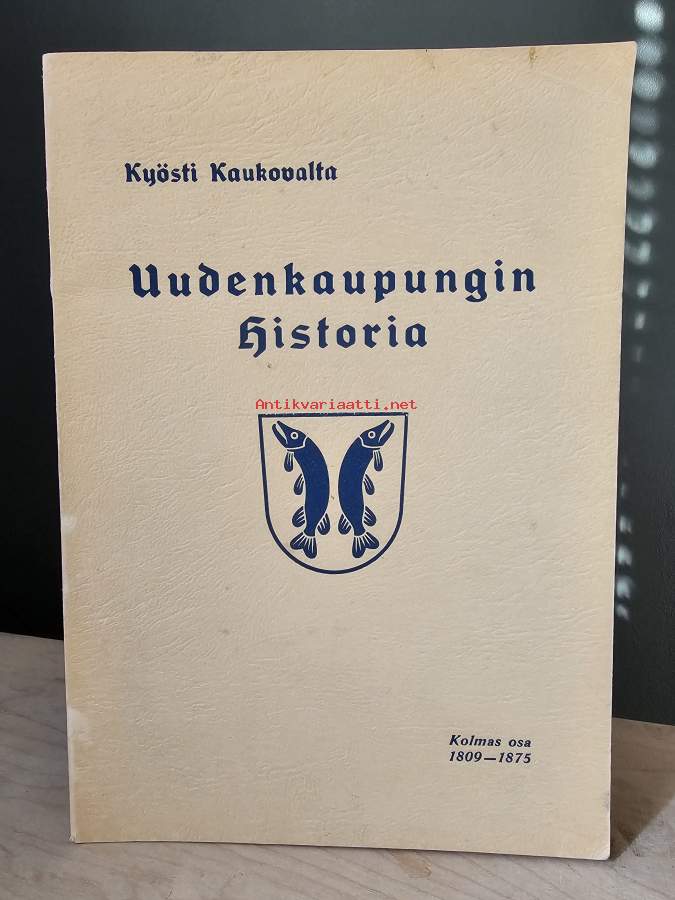 Kyösti Kaukovalta
Uudenkaupungin
Historia
Antikvariaatti.net
Kolmas osa
1809—1875